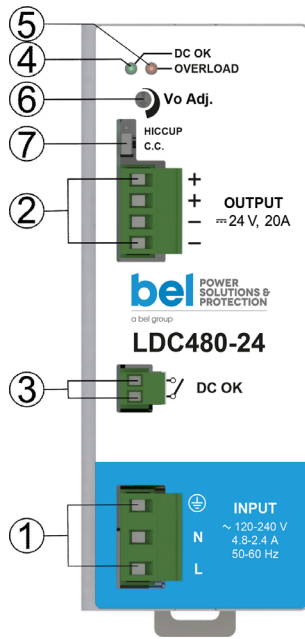 5
4
DC OK
OVERLOAD
6
Vo Adj.
7
HICCUP
C.C.
2
+
+
−
−
OUTPUT
⎓ 24 V, 20A
bel POWER SOLUTIONS & PROTECTION
a bel group
LDC480-24
3
DC OK
1
INPUT
N
L
~ 120-240 V
4.8-2.4 A
50-60 Hz